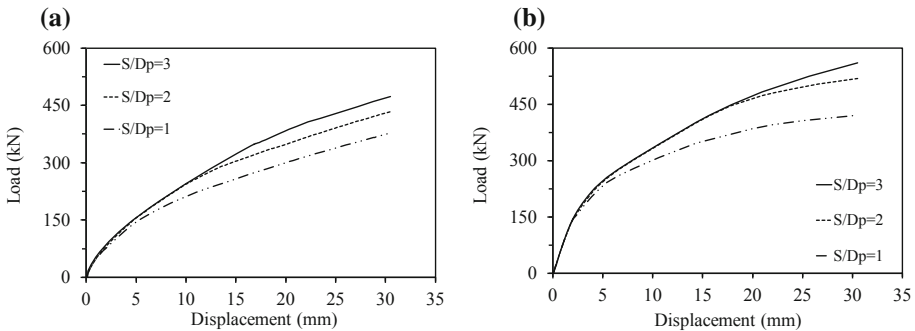 (a)
600
450
300
150
0
Load (kN)
S/Dp=3
S/Dp=2
S/Dp=1
0 5 10 15 20 25 30 35
Displacement (mm)
(b)
600
450
300
150
0
Load (kN)
S/Dp=3
S/Dp=2
S/Dp=1
0 5 10 15 20 25 30 35
Displacement (mm)